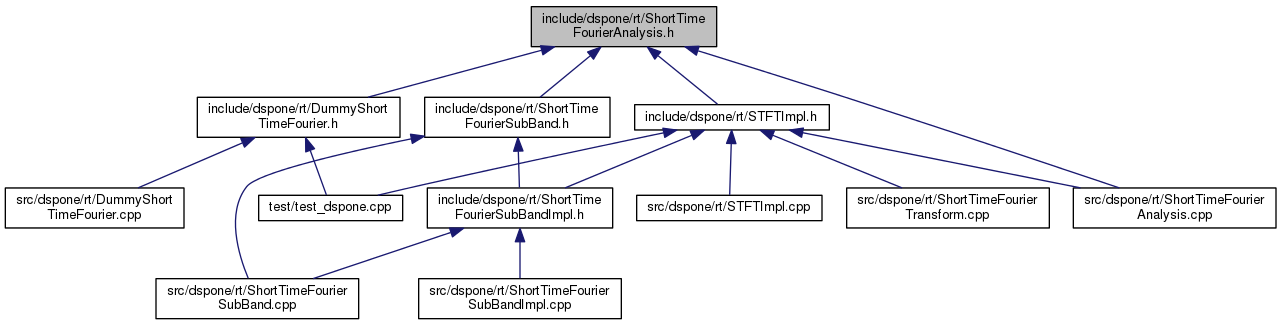 include/dspone/rt/ShortTime
FourierAnalysis.h
include/dspone/rt/DummyShort
TimeFourier.h
include/dspone/rt/ShortTime
FourierSubBand.h
include/dspone/rt/STFTImpl.h
src/dspone/rt/DummyShort
TimeFourier.cpp
test/test_dspone.cpp
include/dspone/rt/ShortTime
FourierSubBandImpl.h
src/dspone/rt/STFTImpl.cpp
src/dspone/rt/ShortTimeFourier
Transform.cpp
src/dspone/rt/ShortTimeFourier
Analysis.cpp
src/dspone/rt/ShortTimeFourier
SubBand.cpp
src/dspone/rt/ShortTimeFourier
SubBandImpl.cpp